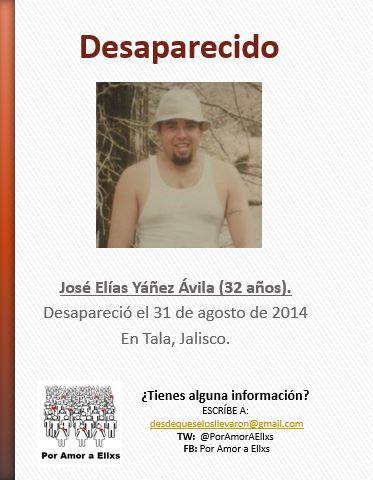 Desaparecido
José Elías Yáñez Ávila (32 años).
Desapareció el 31 de agosto de 2014
En Tala, Jalisco.
¿Tienes alguna información?
ESCRÍBE A:
desdequeselosllevaron@gmail.com
TW: @PorAmorAEllxs
FB: Por Amor a Ellxs
Por Amor a Ellxs